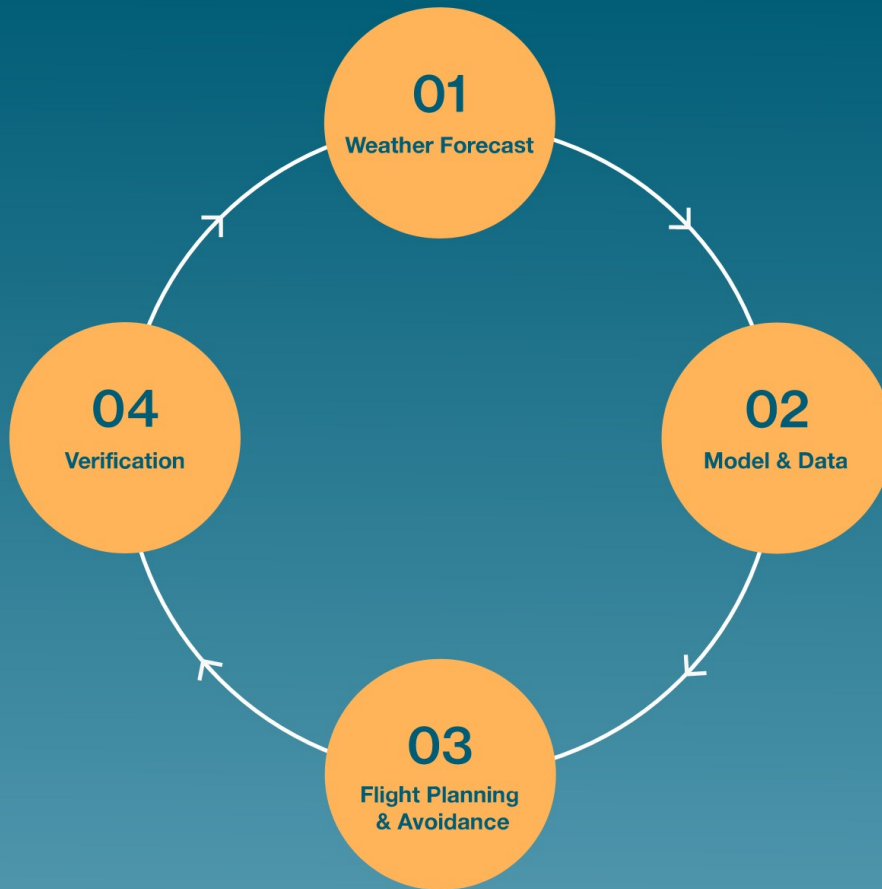 01
Weather Forecast
02
Model & Data
03
Flight Planning
& Avoidance
04
Verification